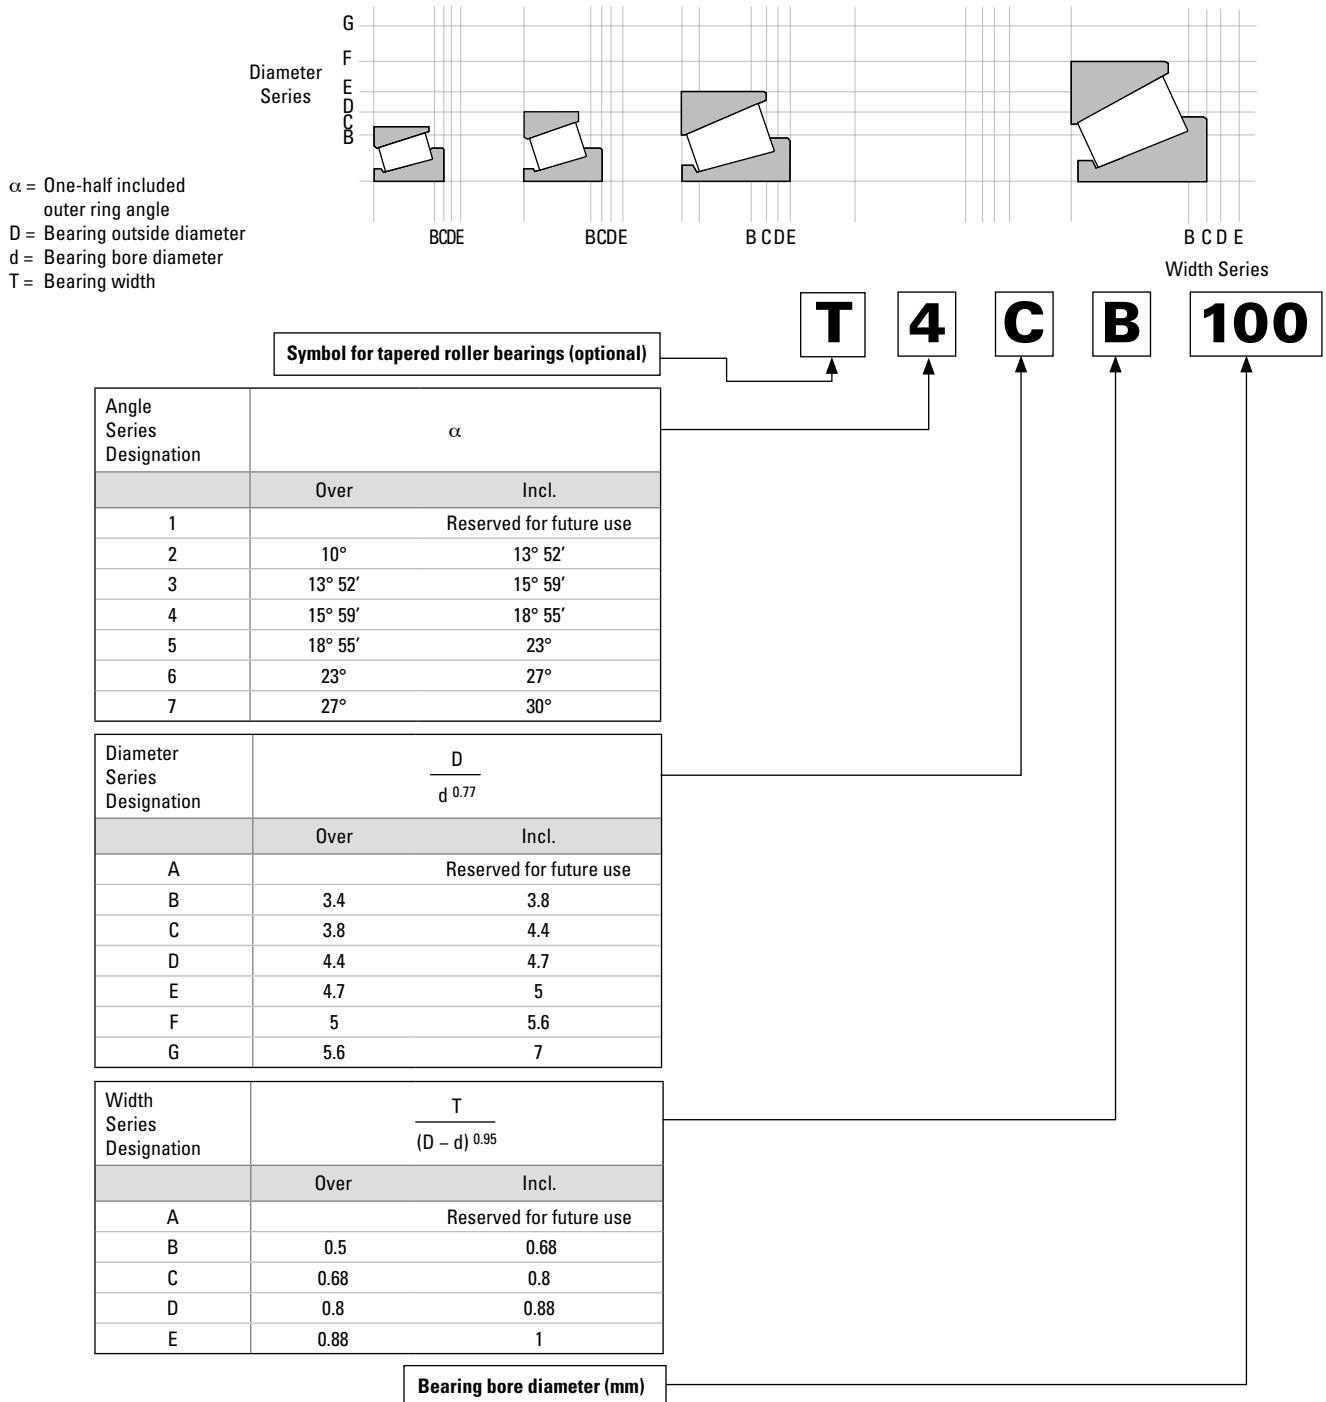 G
F
E
D
C
B
Diameter
Series
α = One-half included
outer ring angle
D = Bearing outside diameter
d = Bearing bore diameter
T = Bearing width
BCDE
BCDE
B C D E
B C D E
Width Series
T 4 C B 100
Symbol for tapered roller bearings (optional)
Angle
Series
Designation
α
Over Incl.
1 Reserved for future use
2 10° 13° 52′
3 13° 52′ 15° 59′
4 15° 59′ 18° 55′
5 18° 55′ 23°
6 23° 27°
7 27° 30°
Diameter
Series
Designation
D
d 0.77
Over Incl.
A Reserved for future use
B 3.4 3.8
C 3.8 4.4
D 4.4 4.7
E 4.7 5
F 5 5.6
G 5.6 7
Width
Series
Designation
T
(D – d) 0.95
Over Incl.
A Reserved for future use
B 0.5 0.68
C 0.68 0.8
D 0.8 0.88
E 0.88 1
Bearing bore diameter (mm)